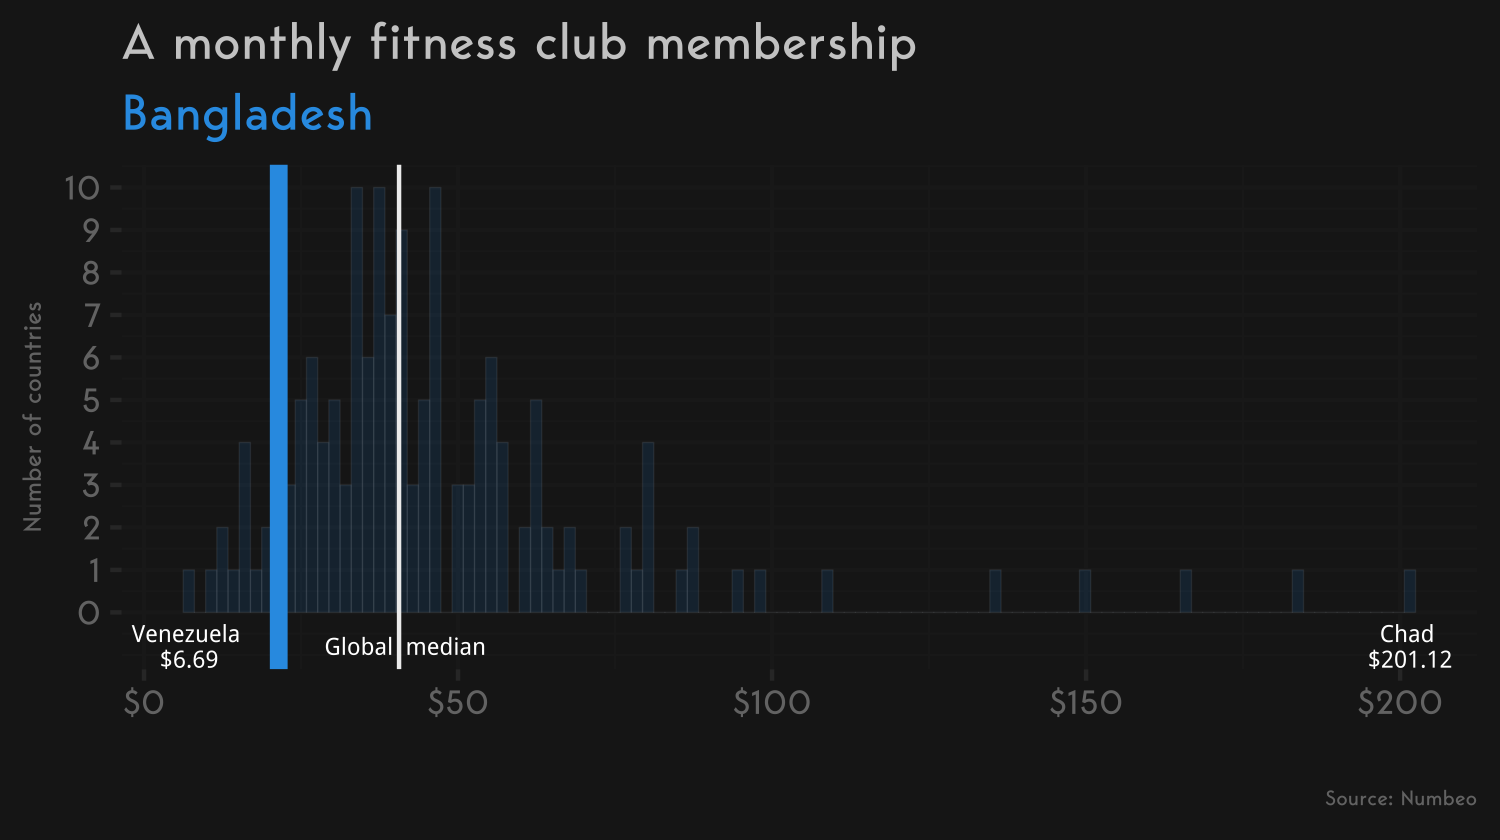 A monthly fitness club membership
Bangladesh
Number of countries
10
9
8
7
6
5
4
3
2
1
0
Venezuela
$6.69
Global median
Chad
$201.12
$0 $50 $100 $150 $200
Source: Numbeo